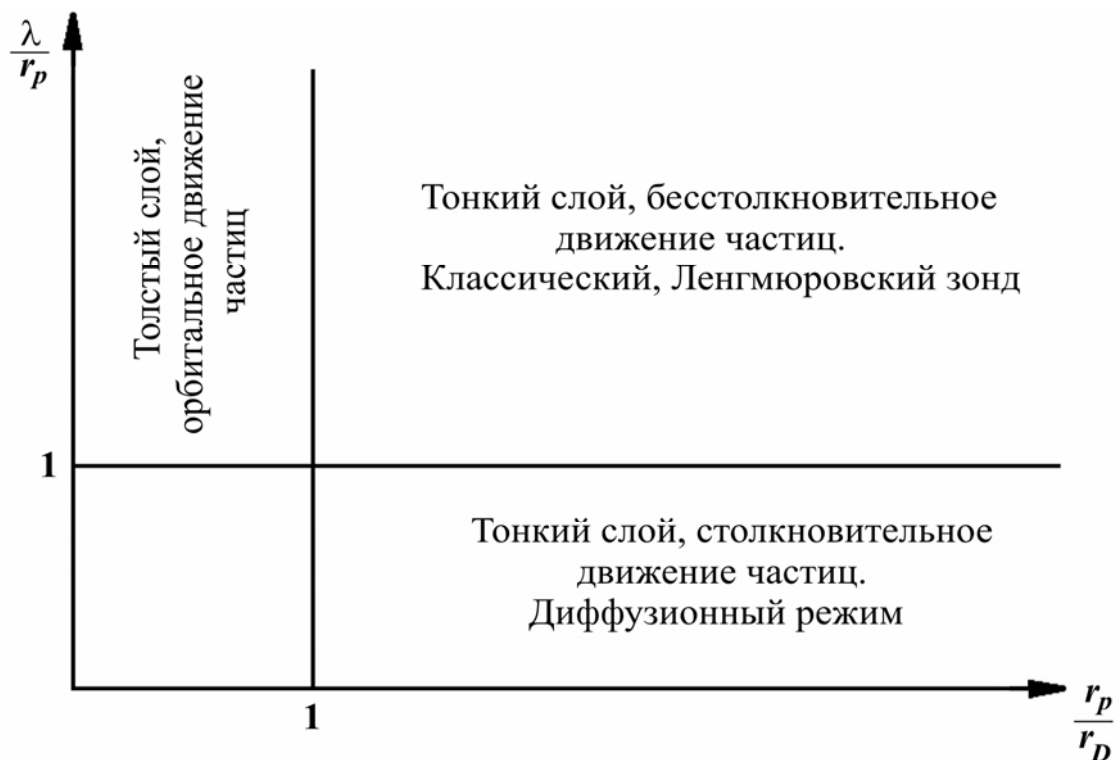 λ
r_p
Толстый слой,
орбитальное движение
частиц
Тонкий слой, бесстолкновительное
движение частиц.
Классический, Ленгмюровский зонд
1
Тонкий слой, столкновительное
движение частиц.
Диффузионный режим
1
r_p
r_D